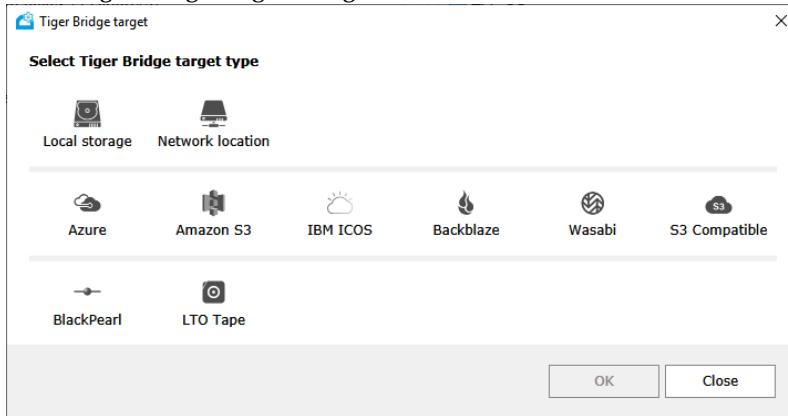 Tiger Bridge target
Select Tiger Bridge target type
Local storage Network location
S3
Azure Amazon S3 IBM ICOS Backblaze Wasabi S3 Compatible
BlackPearl LTO Tape
OK Close